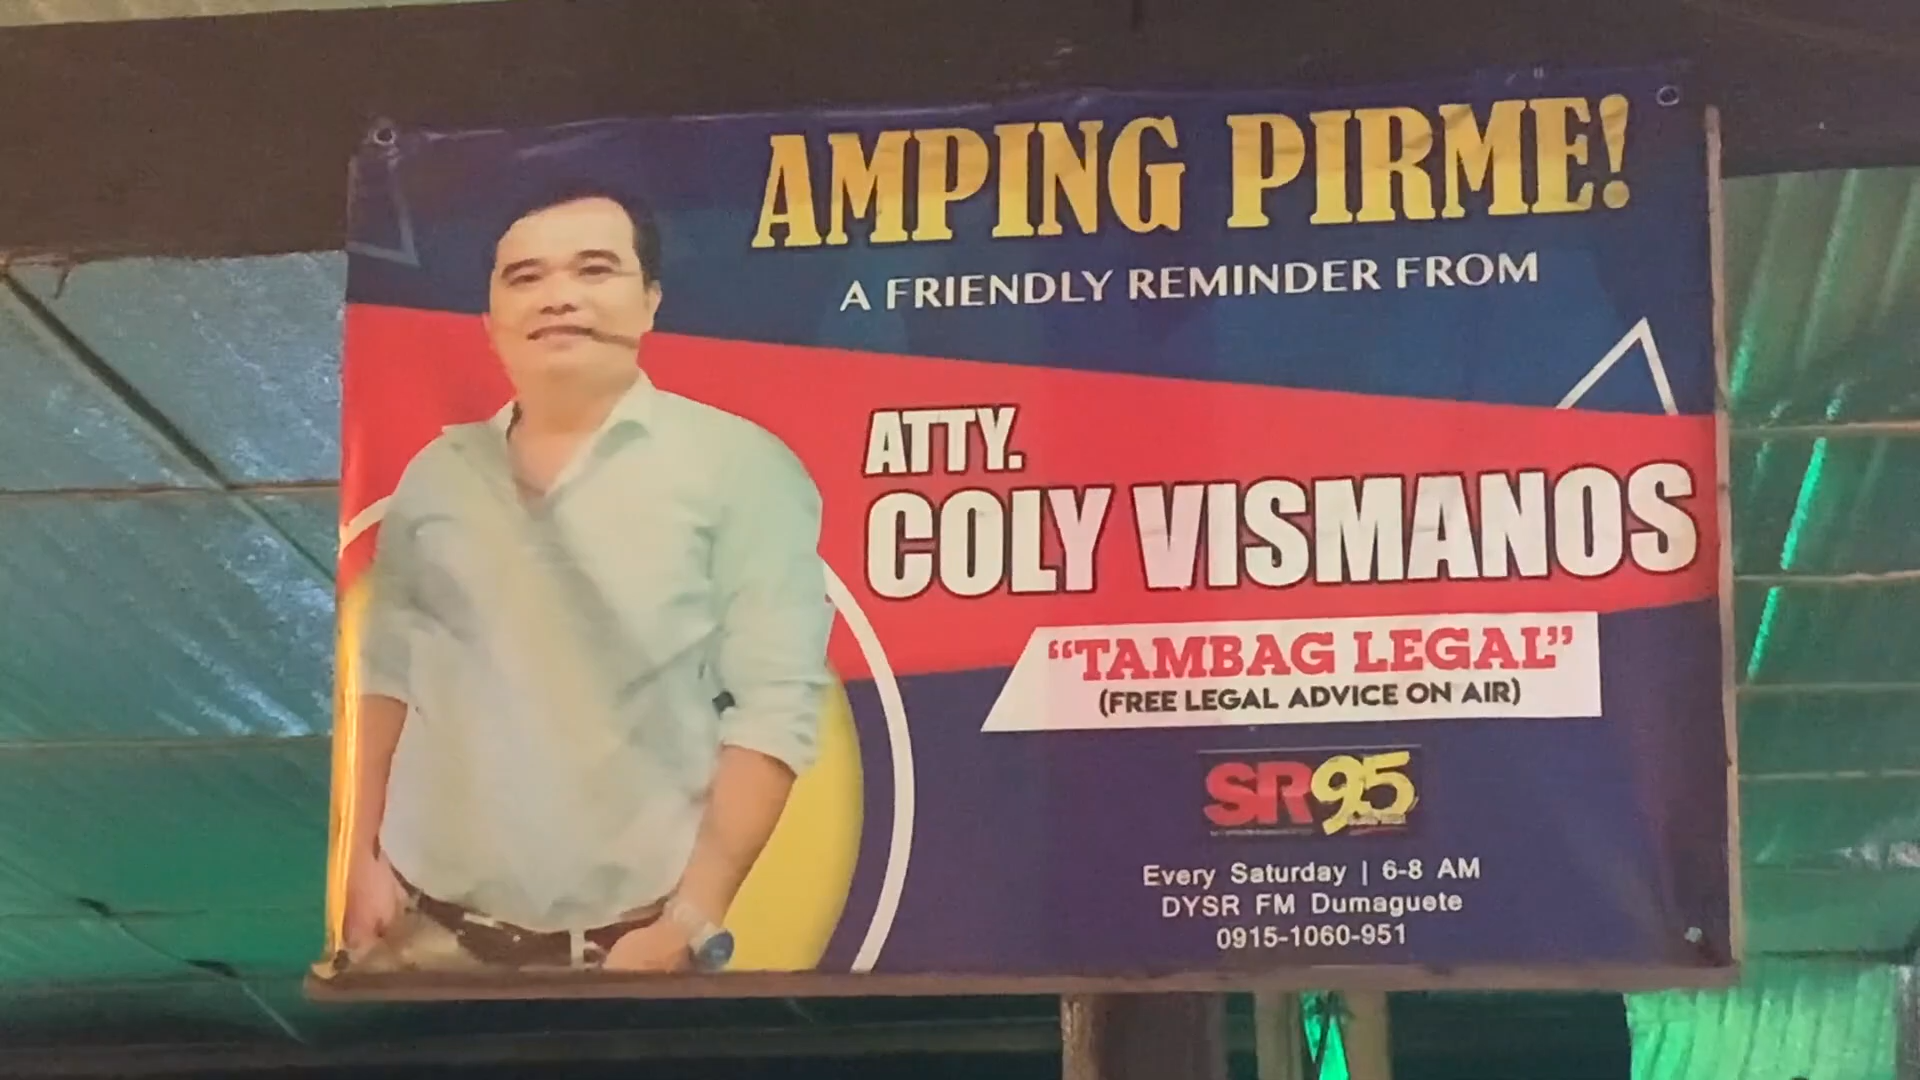 AMPING PIRME!
A FRIENDLY REMINDER FROM
ATTY.
COLY VISMANOS
“TAMBAG LEGAL”
(FREE LEGAL ADVICE ON AIR)
SR95
Every Saturday | 6-8 AM
DYSR FM Dumaguete
0915-1060-951